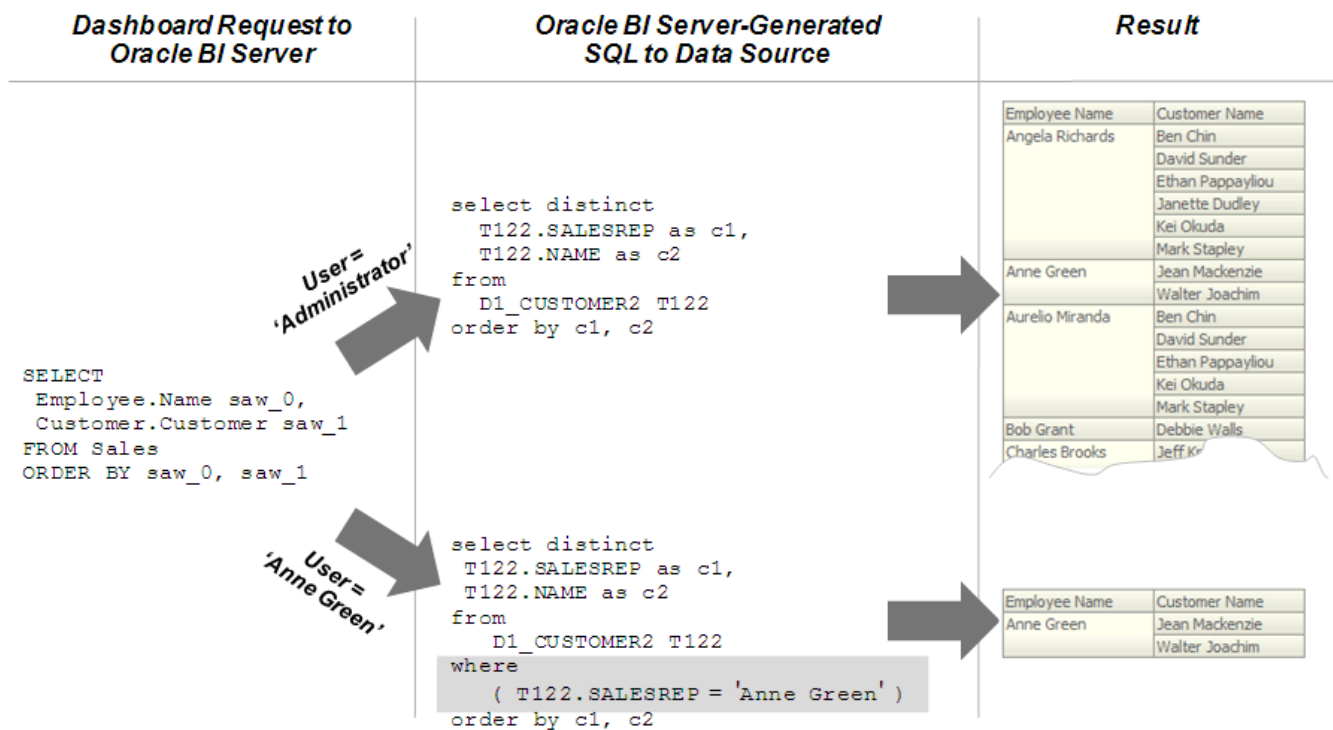 Dashboard Request to
Oracle BI Server
Oracle BI Server-Generated
SQL to Data Source
Result
SELECT
Employee.Name saw_0,
Customer.Customer saw_1
FROM Sales
ORDER BY saw_0, saw_1
User=
‘Administrator’
select distinct
T122.SALESREP as c1,
T122.NAME as c2
from
D1_CUSTOMER2 T122
order by c1, c2
Employee Name Customer Name
Angela Richards Ben Chin
David Sunder
Ethan Pappayliou
Janette Dudley
Kei Okuda
Mark Stapley
Anne Green Jean Mackenzie
Walter Joachim
Aurelio Miranda Ben Chin
David Sunder
Ethan Pappayliou
Kei Okuda
Mark Stapley
Bob Grant Debbie Walls
Charles Brooks Jeff
User=
‘Anne Green’
select distinct
T122.SALESREP as c1,
T122.NAME as c2
from
D1_CUSTOMER2 T122
where
( T122.SALESREP = 'Anne Green' )
order by c1, c2
Employee Name Customer Name
Anne Green Jean Mackenzie
Walter Joachim